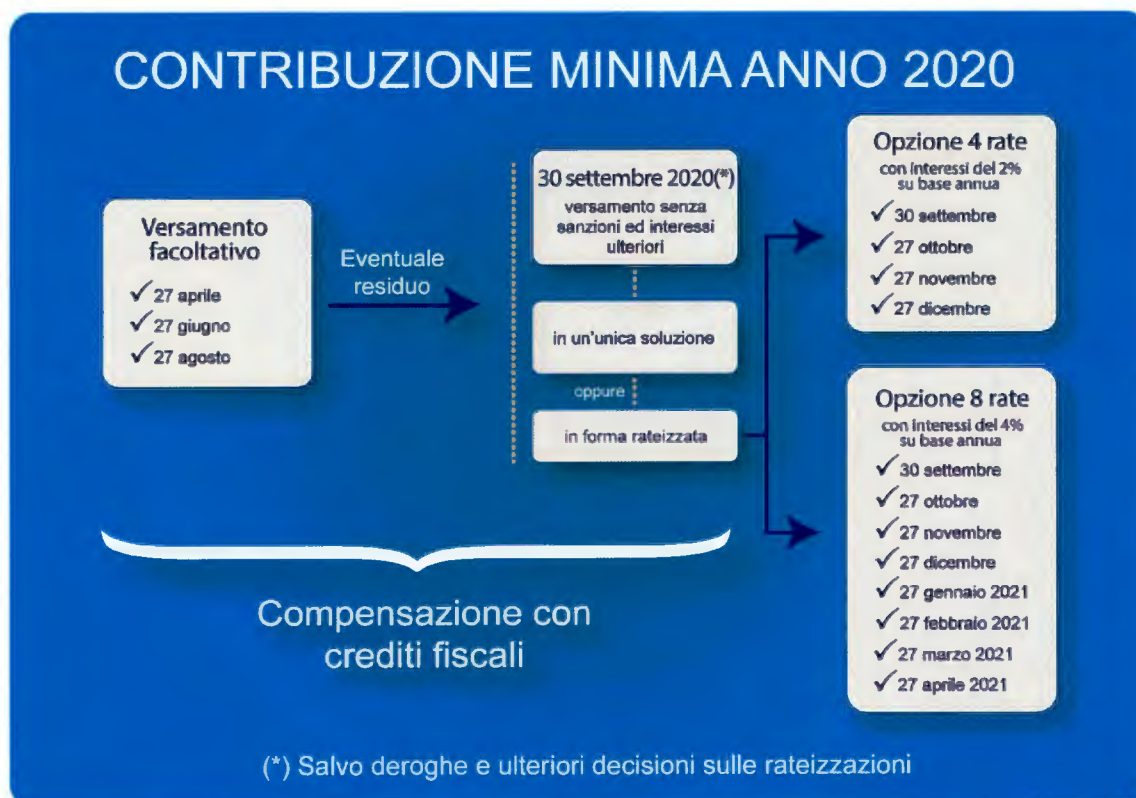 CONTRIBUZIONE MINIMA ANNO 2020
Versamento
facoltativo
✓ 27 aprile
✓ 27 giugno
✓ 27 agosto
Eventuale
residuo
30 settembre 2020(*)
versamento senza
sanzioni ed interessi
ulteriori
in un'unica soluzione
oppure
in forma rateizzata
Opzione 4 rate
con interessi del 2%
su base annua
✓ 30 settembre
✓ 27 ottobre
✓ 27 novembre
✓ 27 dicembre
Opzione 8 rate
con interessi del 4%
su base annua
✓ 30 settembre
✓ 27 ottobre
✓ 27 novembre
✓ 27 dicembre
✓ 27 gennaio 2021
✓ 27 febbraio 2021
✓ 27 marzo 2021
✓ 27 aprile 2021
Compensazione con
crediti fiscali
(*) Salvo deroghe e ulteriori decisioni sulle rateizzazioni